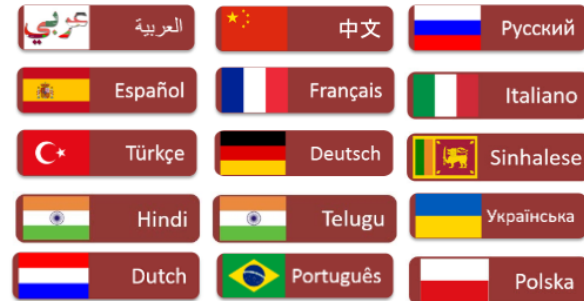 عربي العربية
中文
Русский
Español
Français
Italiano
Türkçe
Deutsch
Sinhalese
Hindi
Telugu
Українська
Dutch
Português
Polska